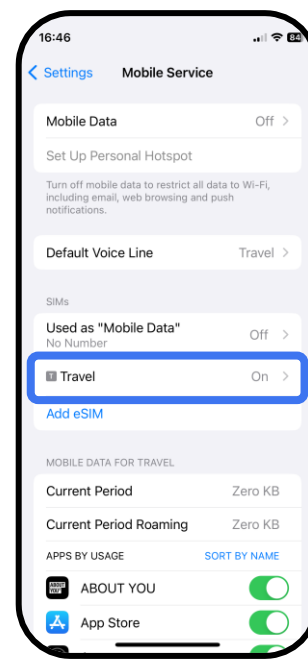 16:46
84
Settings Mobile Service
Mobile Data Off
Set Up Personal Hotspot
Turn off mobile data to restrict all data to Wi-Fi,
including email, web browsing and push
notifications.
Default Voice Line Travel
SIMs
Used as "Mobile Data" Off
No Number
T Travel On
Add eSIM
MOBILE DATA FOR TRAVEL
Current Period Zero KB
Current Period Roaming Zero KB
APPS BY USAGE SORT BY NAME
ABOUT YOU ABOUT YOU
App Store